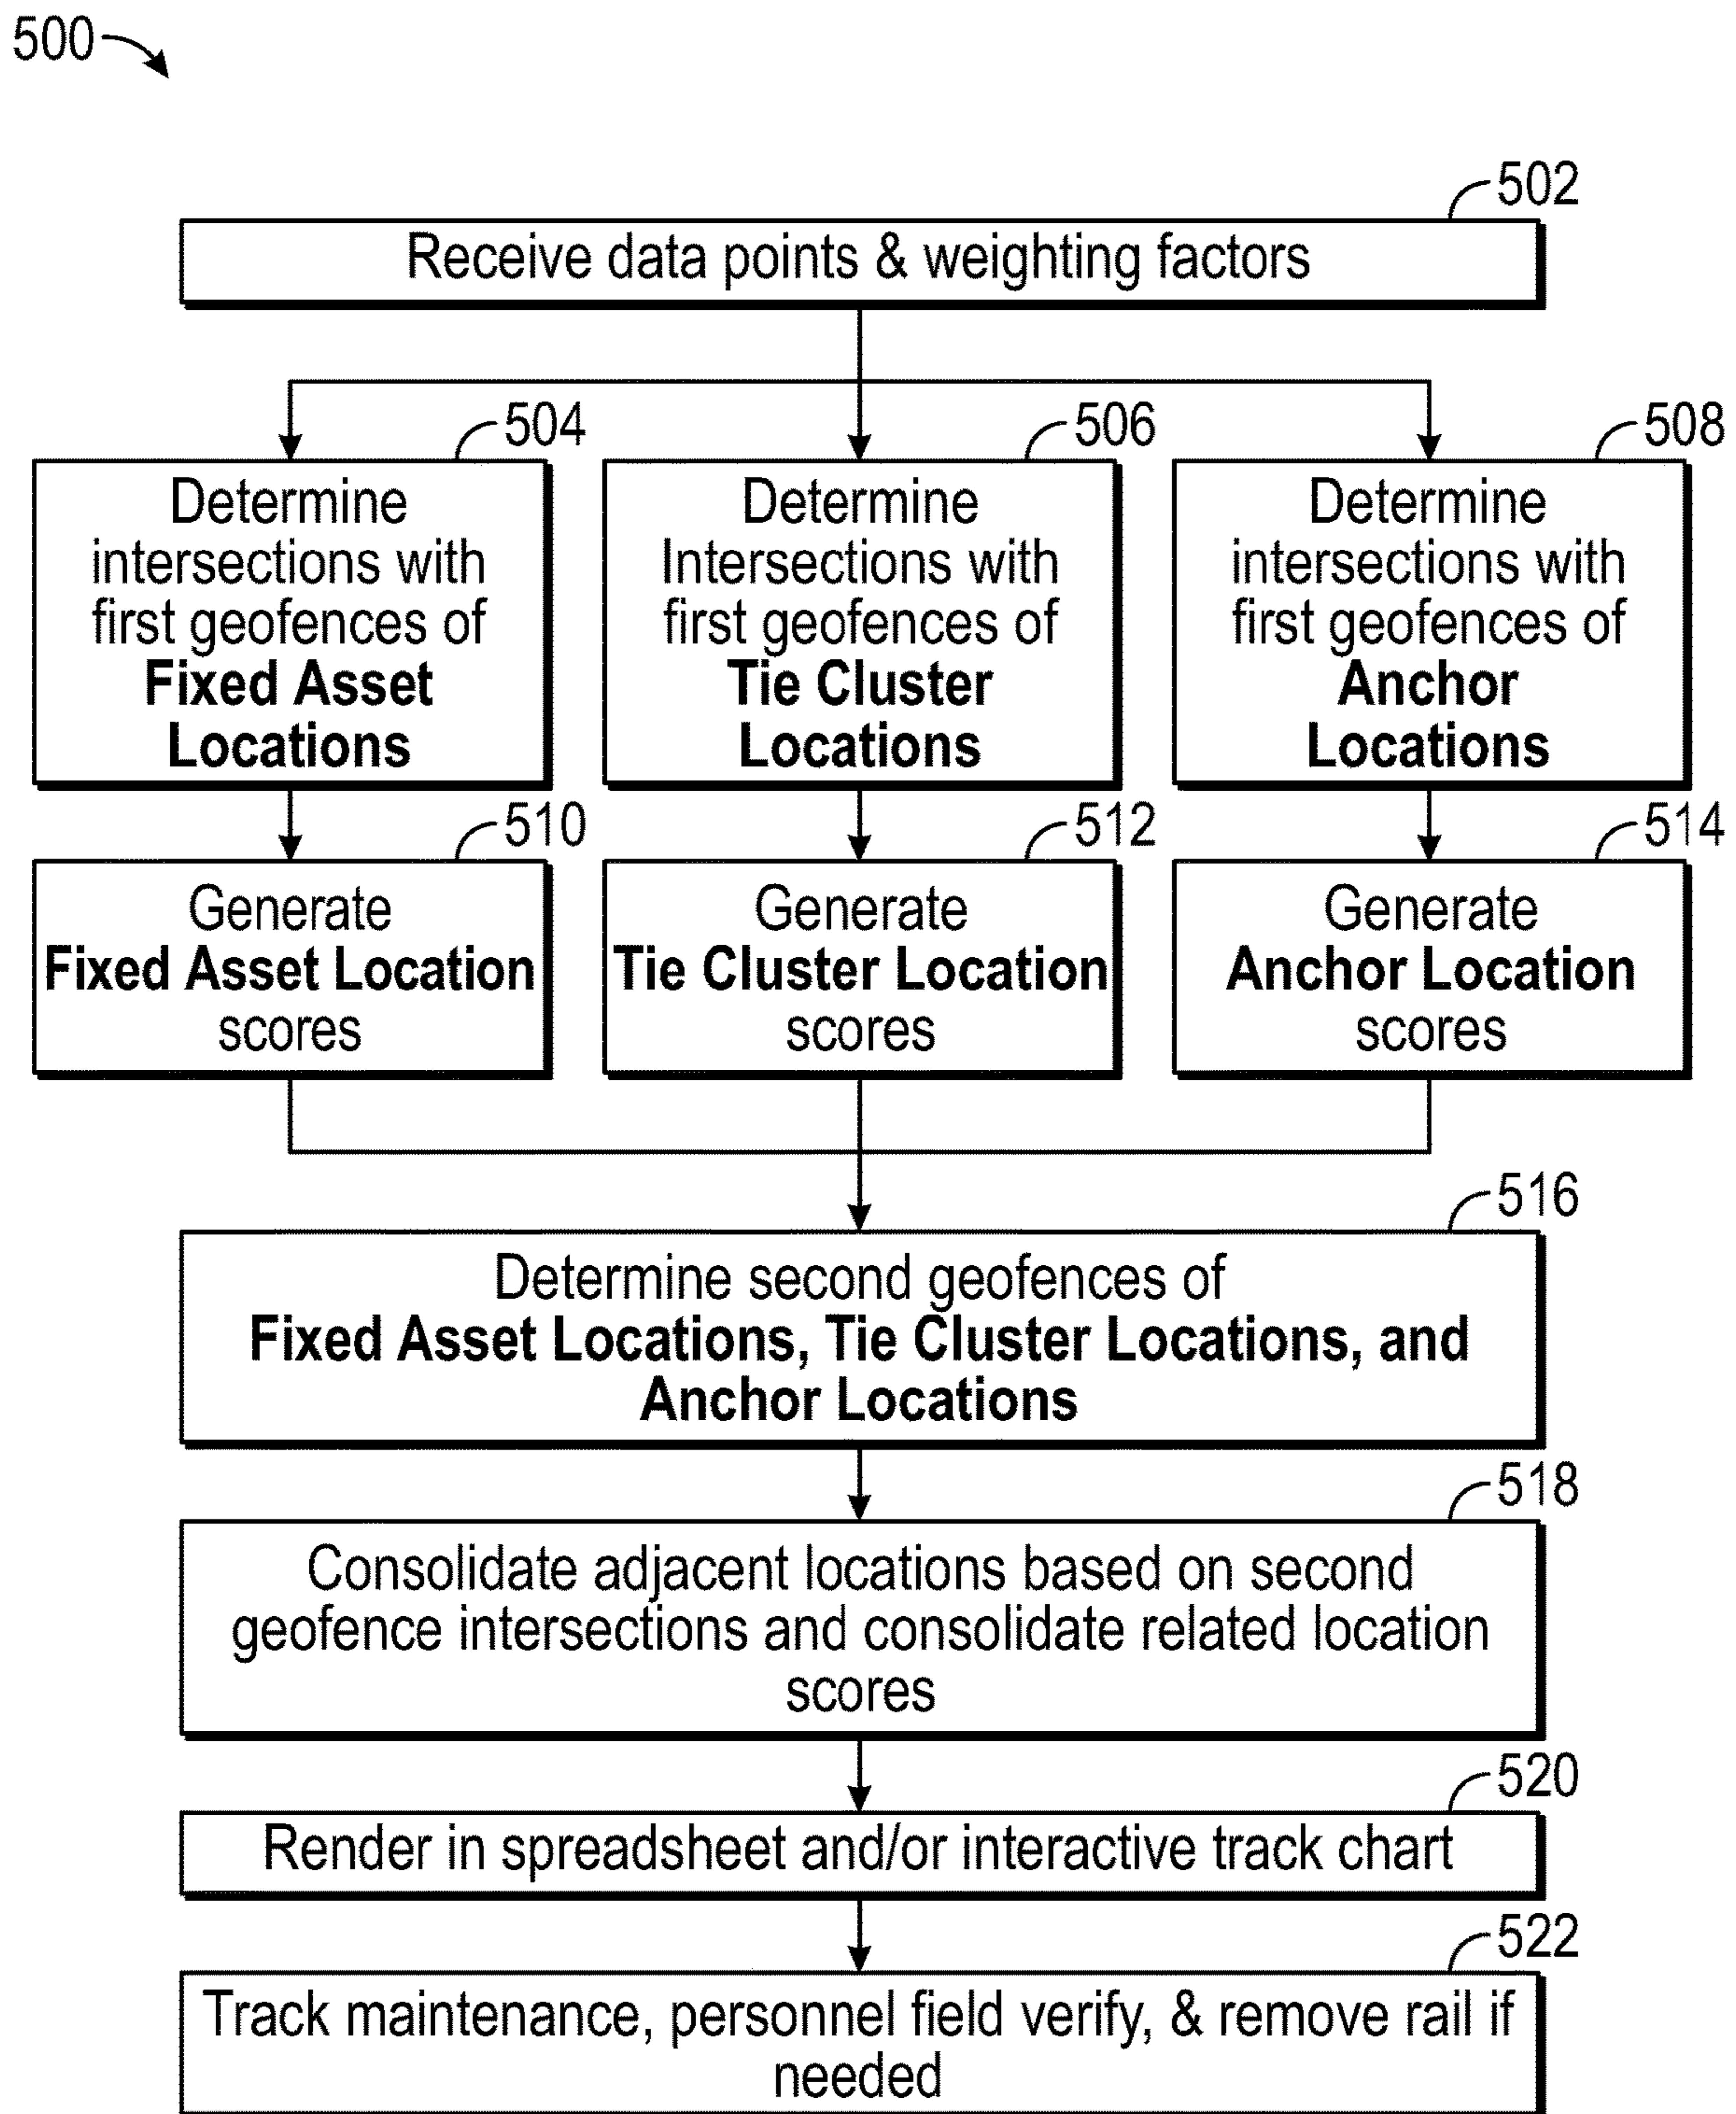 500
502
Receive data points & weighting factors
504
Determine
intersections with
first geofences of
Fixed Asset
Locations
506
Determine
Intersections with
first geofences of
Tie Cluster
Locations
508
Determine
intersections with
first geofences of
Anchor
Locations
510
Generate
Fixed Asset Location
scores
512
Generate
Tie Cluster Location
scores
514
Generate
Anchor Location
scores
516
Determine second geofences of
Fixed Asset Locations, Tie Cluster Locations, and
Anchor Locations
518
Consolidate adjacent locations based on second
geofence intersections and consolidate related location
scores
520
Render in spreadsheet and/or interactive track chart
522
Track maintenance, personnel field verify, & remove rail if
needed